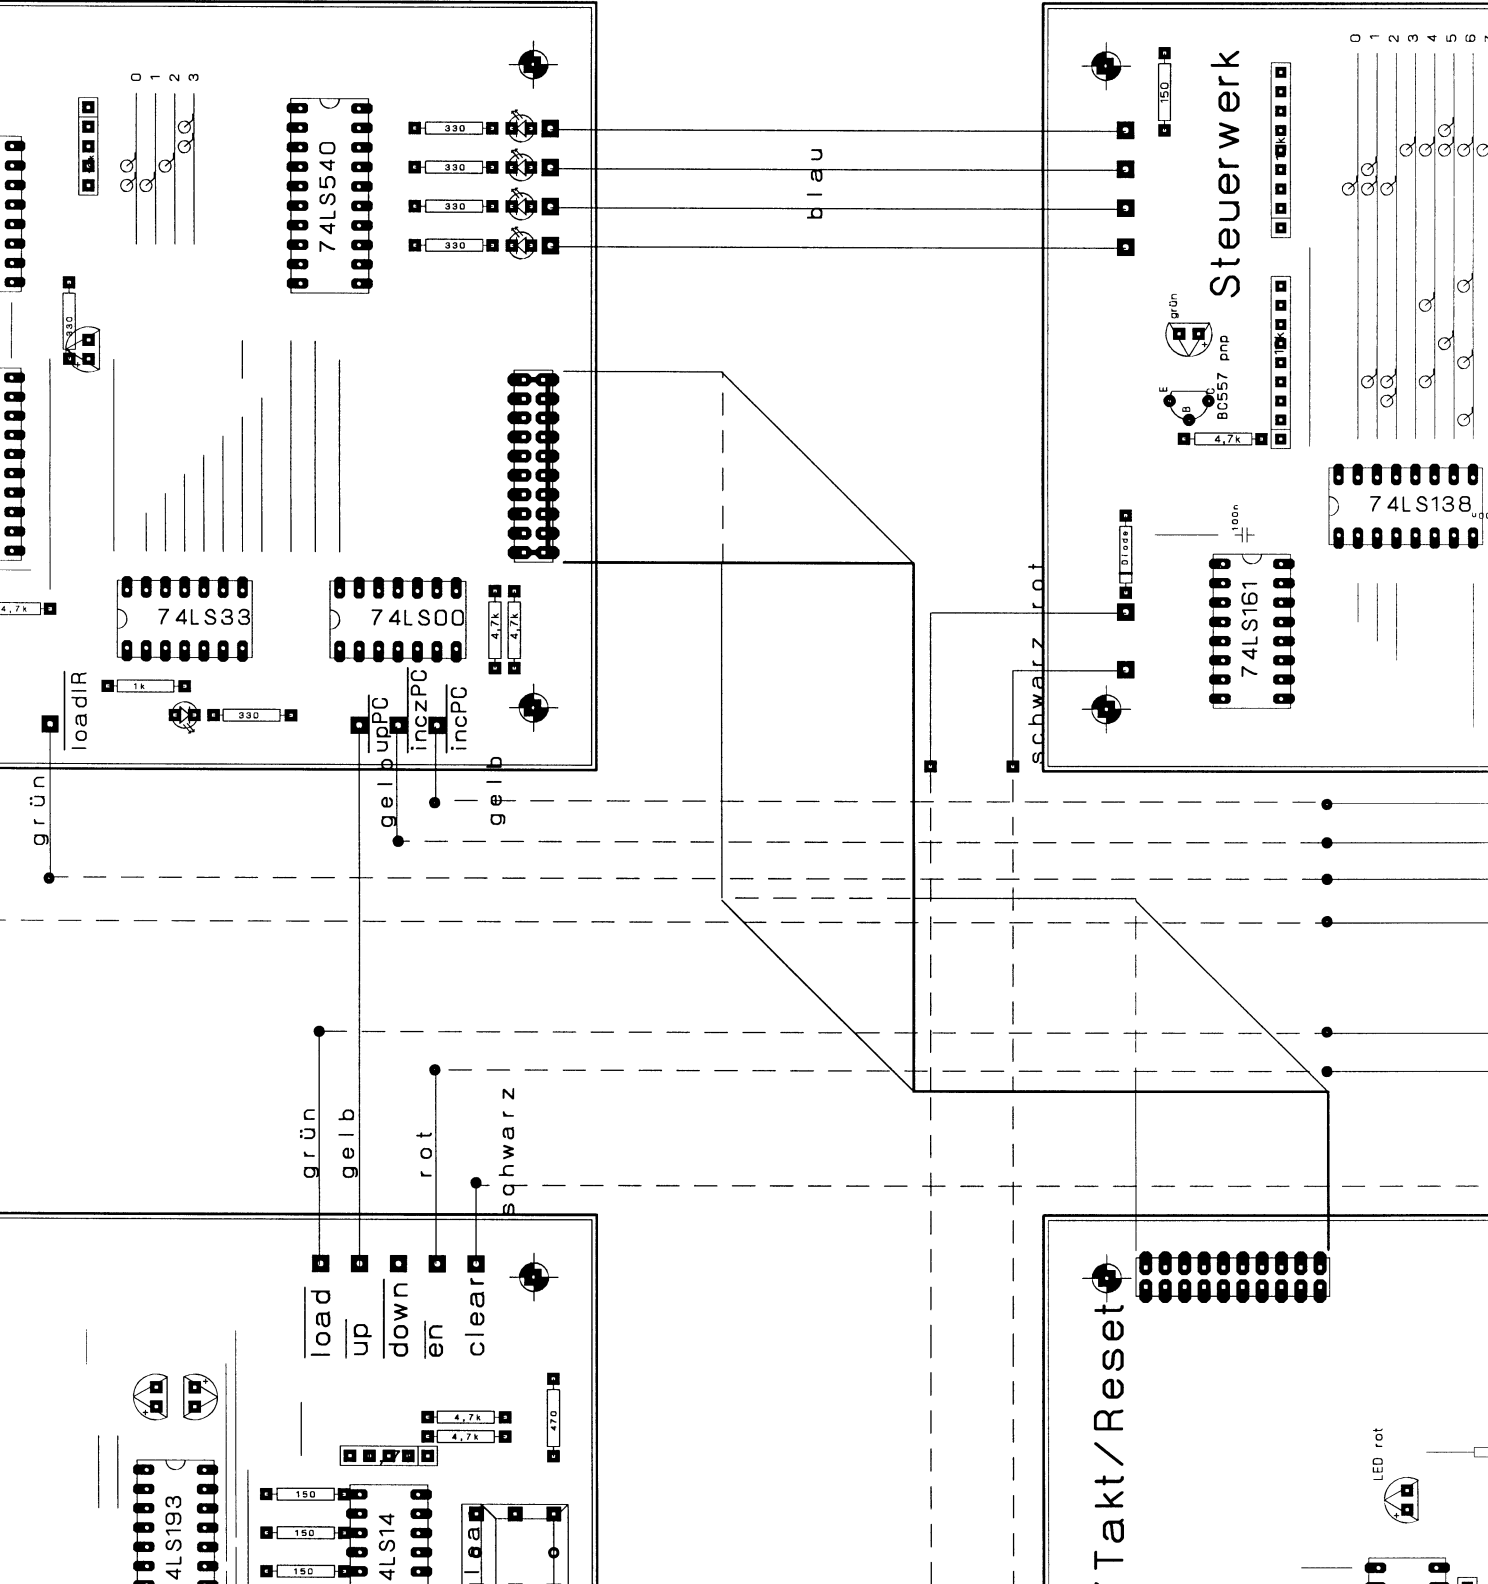 0
1
2
3
74LS540
330
330
330
330
blau
150
Steuerwerk
0
1
2
3
4
5
6
7
330
grün
BC557 pnp
E
B
C
4,7k
74LS138
100n
Diode
74LS161
schwarz rot
74LS33
74LS00
4,7k
4,7k
4,7k
1k
330
loadIR
upPC
inczPC
incPC
grün
gelb
gelb
grün
gelb
rot
schwarz
load
up
down
en
clear
4,7k
4,7k
470
150
150
150
4LS193
4LS14
Takt/Reset
LED rot